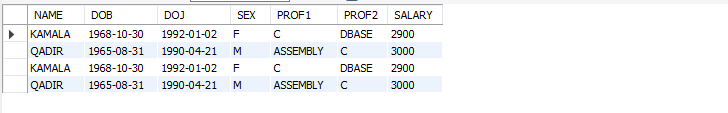 NAME DOB DOJ SEX PROF1 PROF2 SALARY
KAMALA 1968-10-30 1992-01-02 F C DBASE 2900
QADIR 1965-08-31 1990-04-21 M ASSEMBLY C 3000
KAMALA 1968-10-30 1992-01-02 F C DBASE 2900
QADIR 1965-08-31 1990-04-21 M ASSEMBLY C 3000